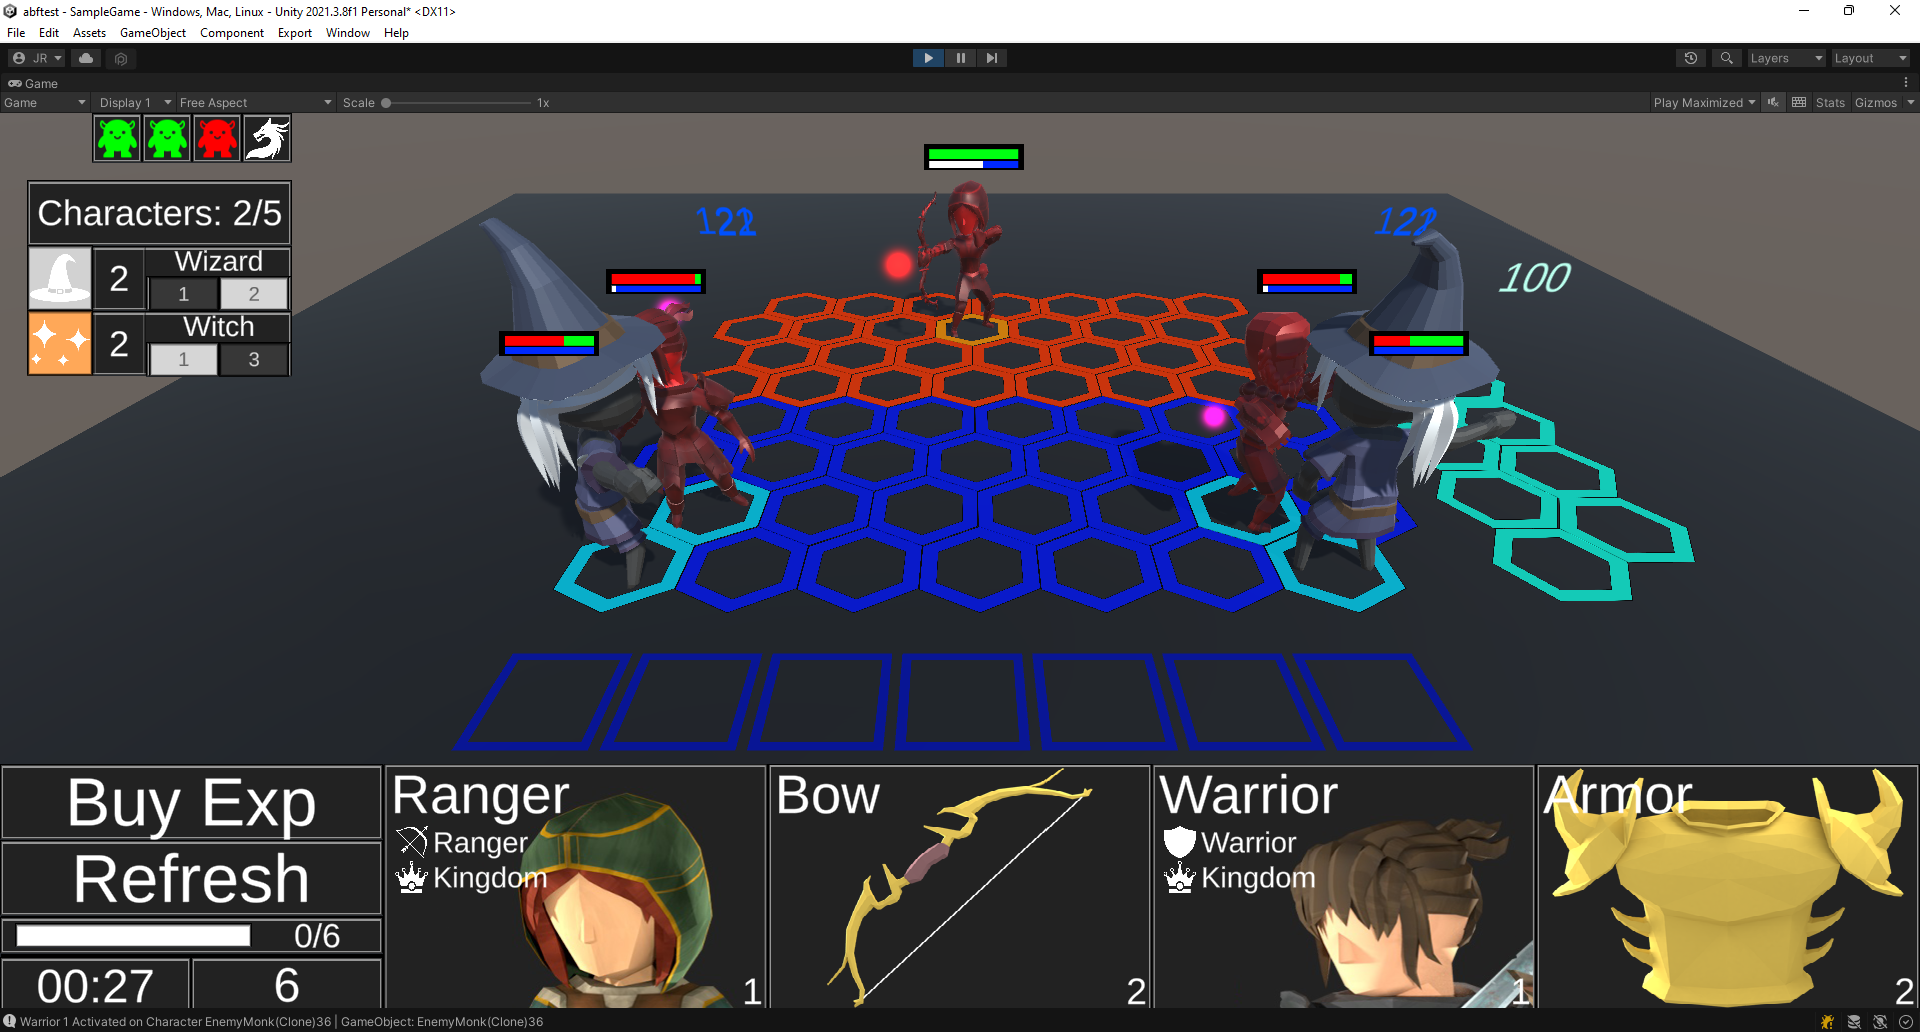 abftest - SampleGame - Windows, Mac, Linux - Unity 2021.3.8f1 Personal* <DX11>
File Edit Assets GameObject Component Export Window Help
JR Layers Layout
Game
Game Display 1 Free Aspect Scale 1x Play Maximized Stats Gizmos
Characters: 2/5
2 Wizard
1 2
2 Witch
1 3
100
Buy Exp
Refresh
0/6
00:27 6
Ranger
Ranger
Kingdom
1
Bow
2
Warrior
Warrior
Kingdom
1
Armor
2
Warrior 1 Activated on Character EnemyMonk(Clone)36 | GameObject: EnemyMonk(Clone)36